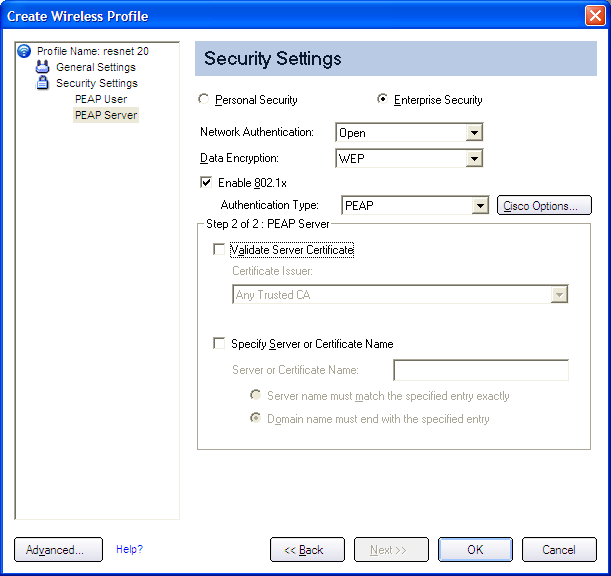 Create Wireless Profile
Profile Name: resnet 20
General Settings
Security Settings
PEAP User
PEAP Server
Security Settings
Personal Security
Enterprise Security
Network Authentication:
Open
Data Encryption:
WEP
Enable 802.1x
Authentication Type:
PEAP
Cisco Options...
Step 2 of 2 : PEAP Server
Validate Server Certificate
Certificate Issuer:
Any Trusted CA
Specify Server or Certificate Name
Server or Certificate Name:
Server name must match the specified entry exactly
Domain name must end with the specified entry
Advanced...
Help?
<< Back
Next >>
OK
Cancel